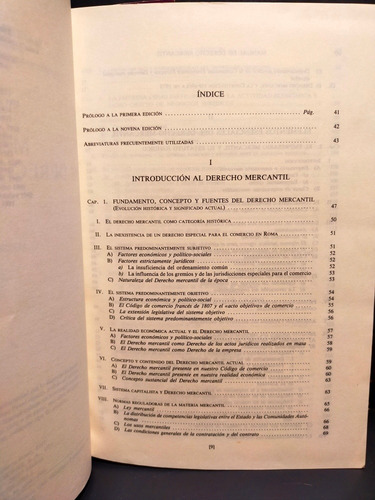 ÍNDICE
PRÓLOGO A LA PRIMERA EDICIÓN Pág. 41
PRÓLOGO A LA NOVENA EDICIÓN 42
ABREVIATURAS FRECUENTEMENTE UTILIZADAS 43
I
INTRODUCCIÓN AL DERECHO MERCANTIL
CAP. 1. FUNDAMENTO, CONCEPTO Y FUENTES DEL DERECHO MERCANTIL
(EVOLUCIÓN HISTÓRICA Y SIGNIFICADO ACTUAL) 47
I. EL DERECHO MERCANTIL COMO CATEGORÍA HISTÓRICA 50
II. LA INEXISTENCIA DE UN DERECHO ESPECIAL PARA EL COMERCIO EN ROMA 51
III. EL SISTEMA PREDOMINANTEMENTE SUBJETIVO 51
A) Factores económicos y político-sociales 52
B) Factores estrictamente jurídicos 52
a) La insuficiencia del ordenamiento común 52
b) La influencia de los gremios y de las jurisdicciones especiales para el comercio 53
C) Naturaleza del Derecho mercantil de la época 53
IV. EL SISTEMA PREDOMINANTEMENTE OBJETIVO 54
A) Estructura económica y político-social 54
B) El Código de comercio francés de 1807 y el «acto objetivo» de comercio 55
C) La extensión legislativa del sistema objetivo 56
D) Crítica del sistema predominantemente objetivo 56
V. LA REALIDAD ECONÓMICA ACTUAL Y EL DERECHO MERCANTIL 57
A) Factores económicos y político-sociales 57
B) El Derecho mercantil como Derecho de los actos jurídicos realizados en masa 58
C) El Derecho mercantil como Derecho de la empresa 59
VI. CONCEPTO Y CONTENIDO DEL DERECHO MERCANTIL ACTUAL 59
A) El Derecho mercantil presente en nuestro Código de comercio 60
B) El Derecho mercantil presente en nuestra realidad económica 60
C) Concepto sustancial del Derecho mercantil 63
VII. SISTEMA CAPITALISTA Y DERECHO MERCANTIL 63
VIII. NORMAS REGULADORAS DE LA MATERIA MERCANTIL 65
A) Ley mercantil 65
B) La distribución de competencias legislativas entre el Estado y las Comunidades Autó-
nomas 66
C) Los usos mercantiles 68
D) Las condiciones generales de la contratación y del contrato 69
[9]